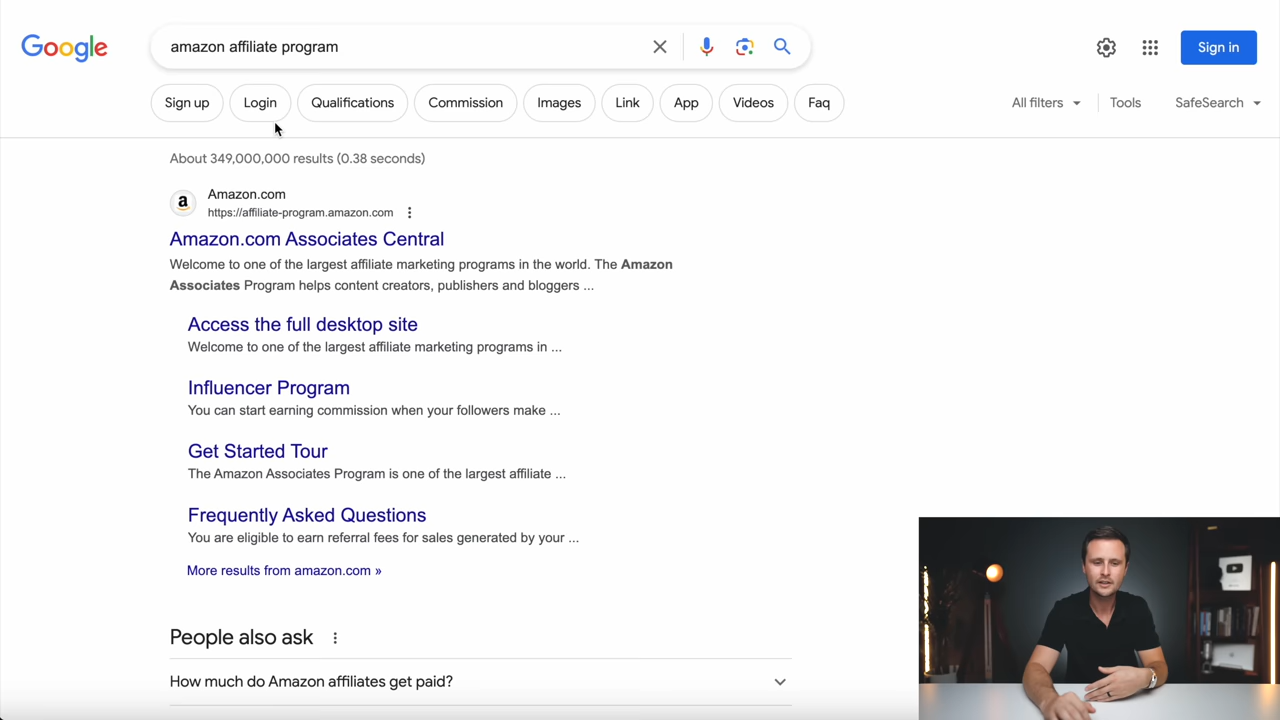 Google
amazon affiliate program
Sign in
Sign up
Login
Qualifications
Commission
Images
Link
App
Videos
Faq
All filters
Tools
SafeSearch
About 349,000,000 results (0.38 seconds)
a
Amazon.com
https://affiliate-program.amazon.com
Amazon.com Associates Central
Welcome to one of the largest affiliate marketing programs in the world. The Amazon
Associates Program helps content creators, publishers and bloggers ...
Access the full desktop site
Welcome to one of the largest affiliate marketing programs in ...
Influencer Program
You can start earning commission when your followers make ...
Get Started Tour
The Amazon Associates Program is one of the largest affiliate ...
Frequently Asked Questions
You are eligible to earn referral fees for sales generated by your ...
More results from amazon.com »
People also ask
How much do Amazon affiliates get paid?